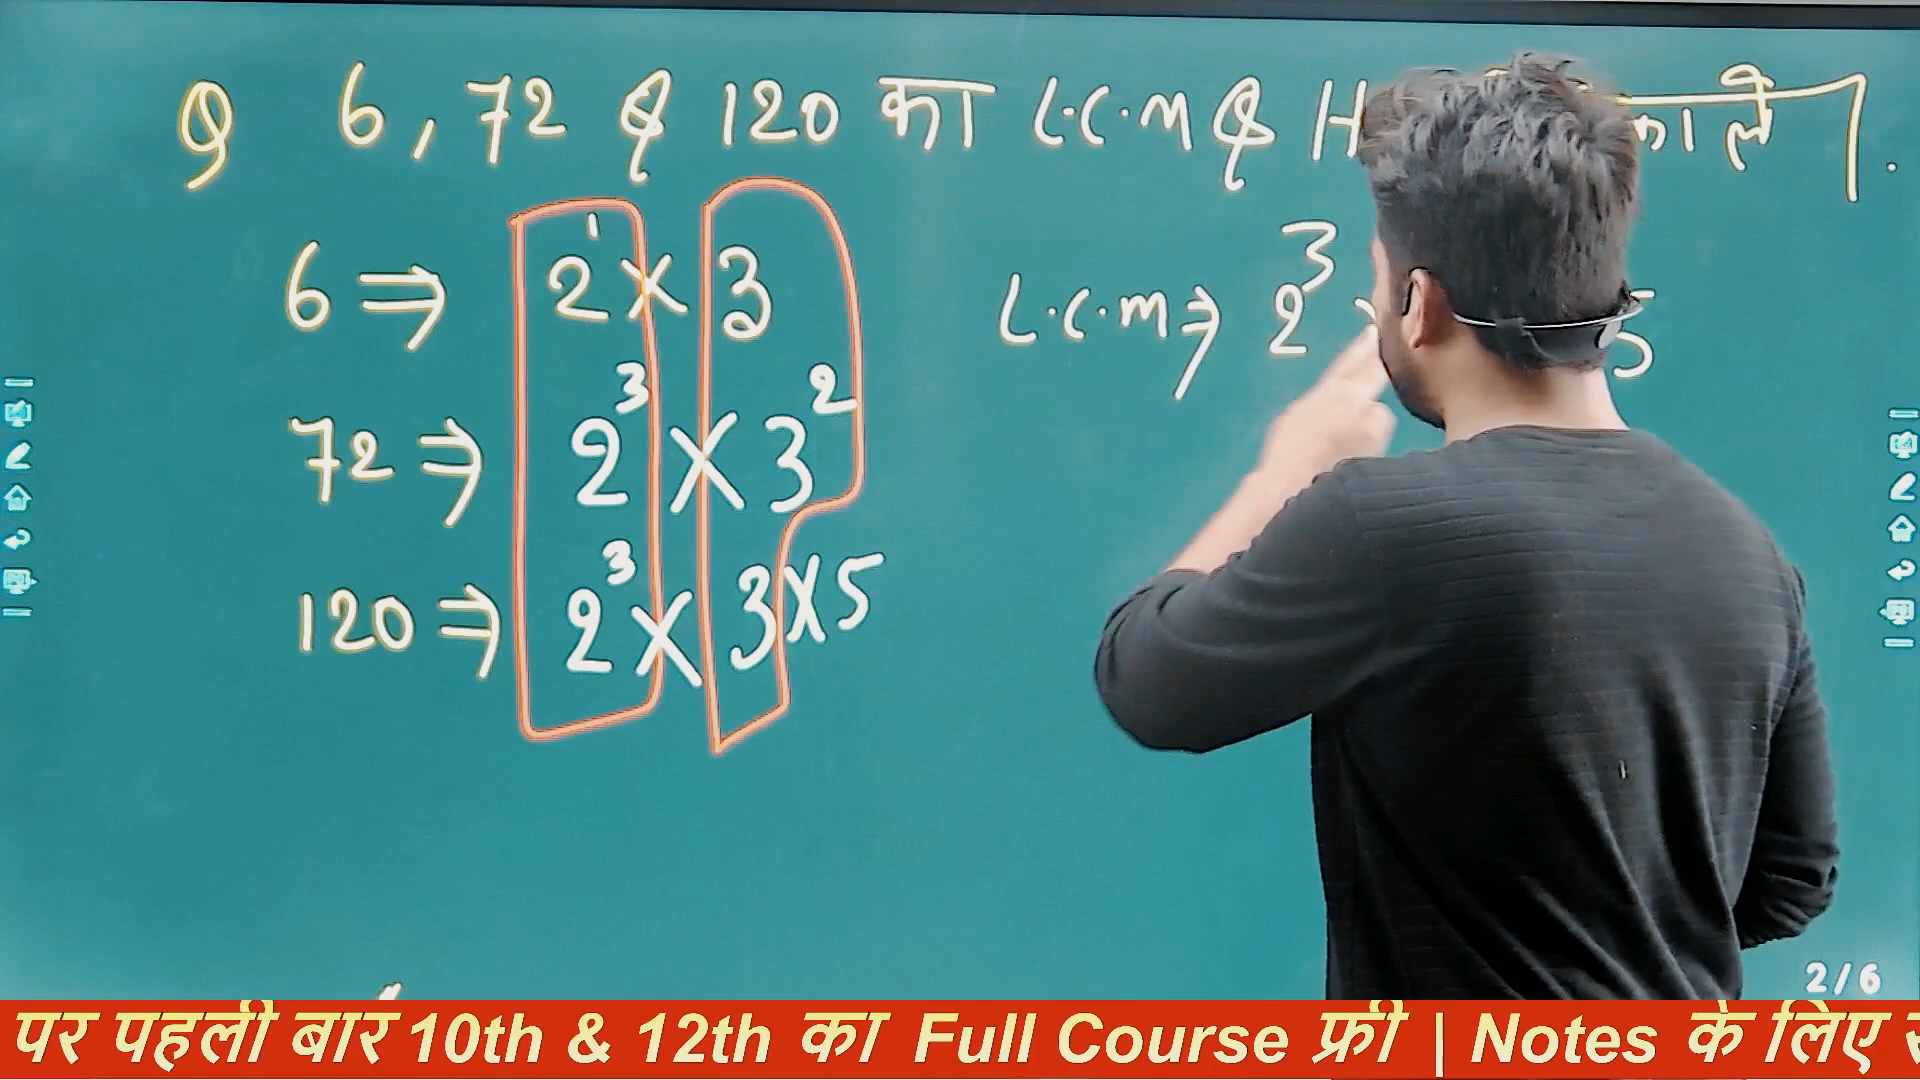 Q 6, 72 & 120 का L.C.M & H
6 ⇒ 2¹ × 3
72 ⇒ 2³ × 3²
120 ⇒ 2³ × 3 × 5
L.C.M ⇒ 2³ 5
2/6
पर पहली बार 10th & 12th का Full Course फ्री | Notes के लिए